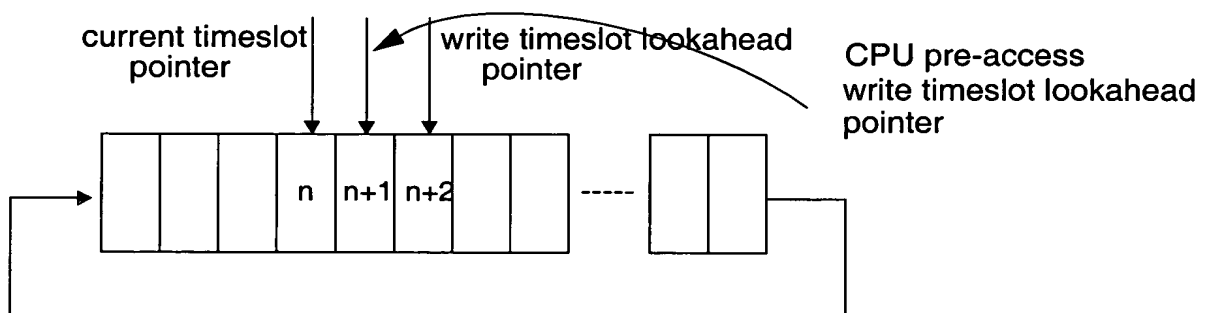 current timeslot
pointer
write timeslot lookahead
pointer
CPU pre-access
write timeslot lookahead
pointer
n
n+1
n+2